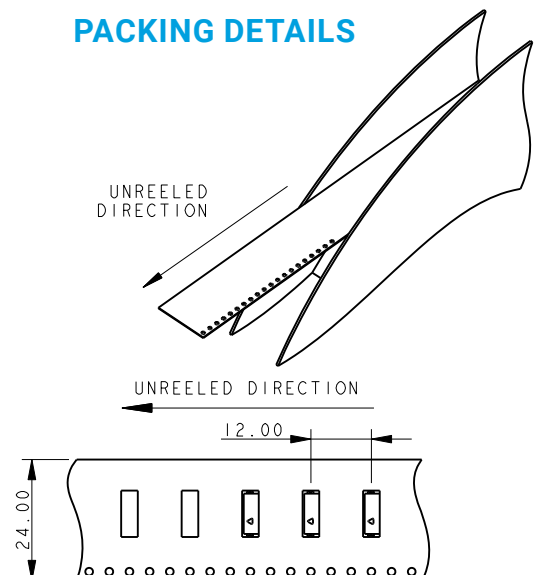 PACKING DETAILS
UNREELED
DIRECTION
UNREELED DIRECTION
12.00
24.00